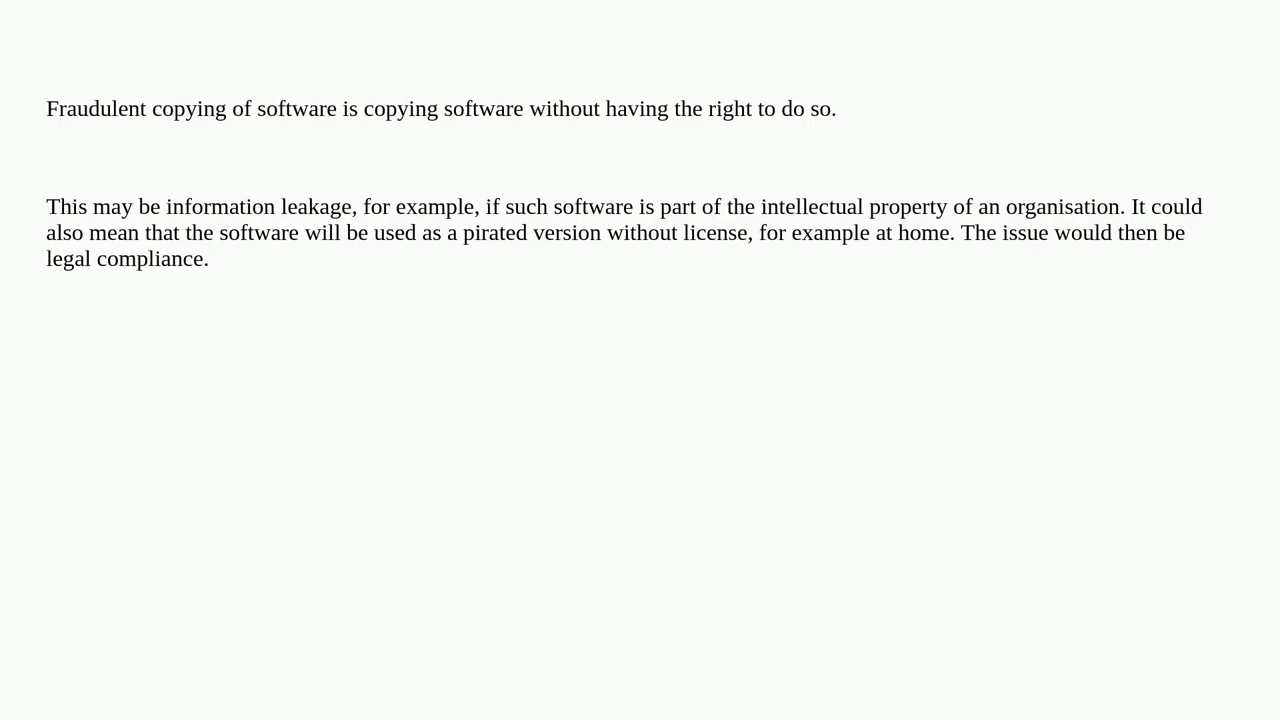 Fraudulent copying of software is copying software without having the right to do so.
This may be information leakage, for example, if such software is part of the intellectual property of an organisation. It could
also mean that the software will be used as a pirated version without license, for example at home. The issue would then be
legal compliance.